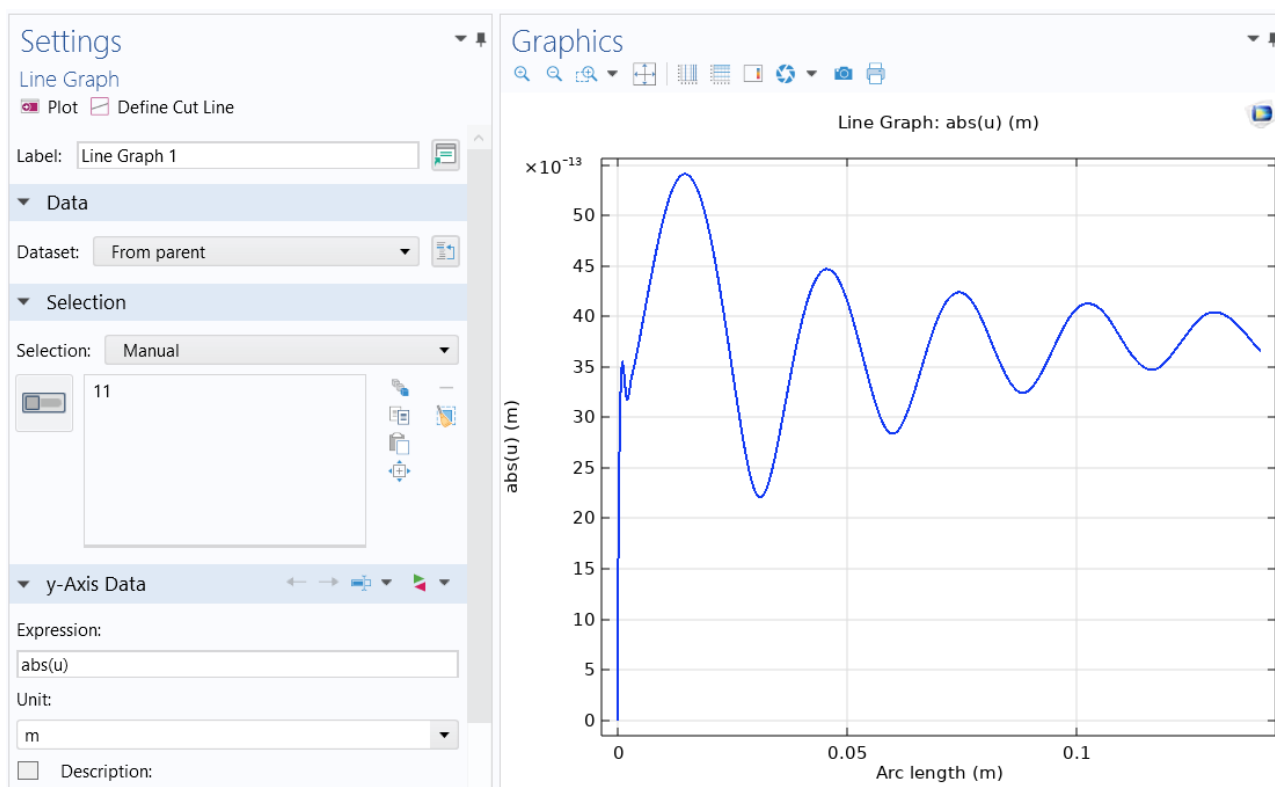 Settings
Line Graph
Plot Define Cut Line
Label: Line Graph 1
Data
Dataset: From parent
Selection
Selection: Manual
11
y-Axis Data
Expression:
abs(u)
Unit:
m
Description:
Graphics
Line Graph: abs(u) (m)
×10⁻¹³
50
45
40
35
30
25
20
15
10
5
0
abs(u) (m)
0 0.05 0.1
Arc length (m)